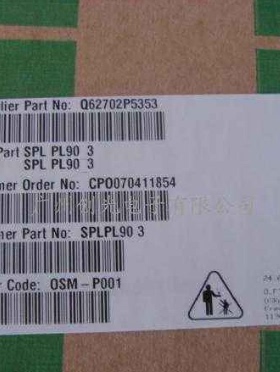 lier Part No: Q62702P5353
Part SPL PL90 3
SPL PL90 3
mer Order No: CPO070411854
mer Part No: SPLPL90 3
r Code: OSM-P001